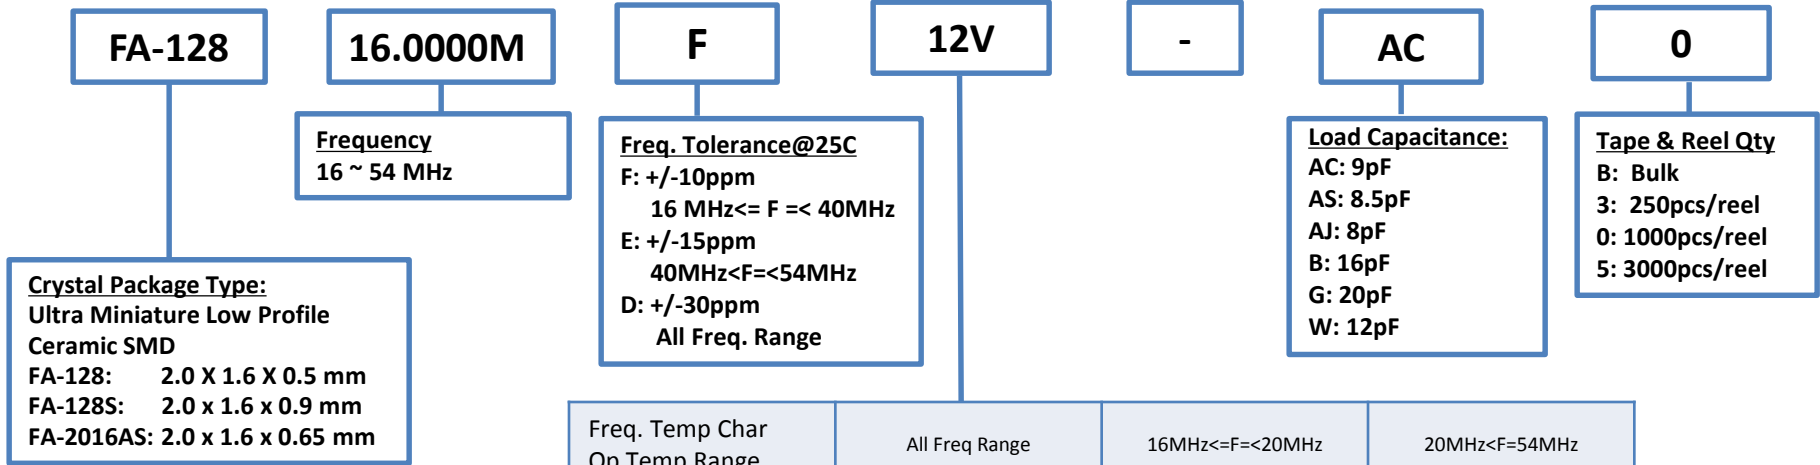 FA-128
16.0000M
F
12V
-
AC
0
Frequency
16 ~ 54 MHz
Freq. Tolerance@25C
F: +/-10ppm
16 MHz<= F =< 40MHz
E: +/-15ppm
40MHz<F=<54MHz
D: +/-30ppm
All Freq. Range
Load Capacitance:
AC: 9pF
AS: 8.5pF
AJ: 8pF
B: 16pF
G: 20pF
W: 12pF
Tape & Reel Qty
B: Bulk
3: 250pcs/reel
0: 1000pcs/reel
5: 3000pcs/reel
Crystal Package Type:
Ultra Miniature Low Profile
Ceramic SMD
FA-128: 2.0 X 1.6 X 0.5 mm
FA-128S: 2.0 x 1.6 x 0.9 mm
FA-2016AS: 2.0 x 1.6 x 0.65 mm
Freq. Temp Char
Op Temp Range
All Freq Range
16MHz<=F=<20MHz
20MHz<F=54MHz